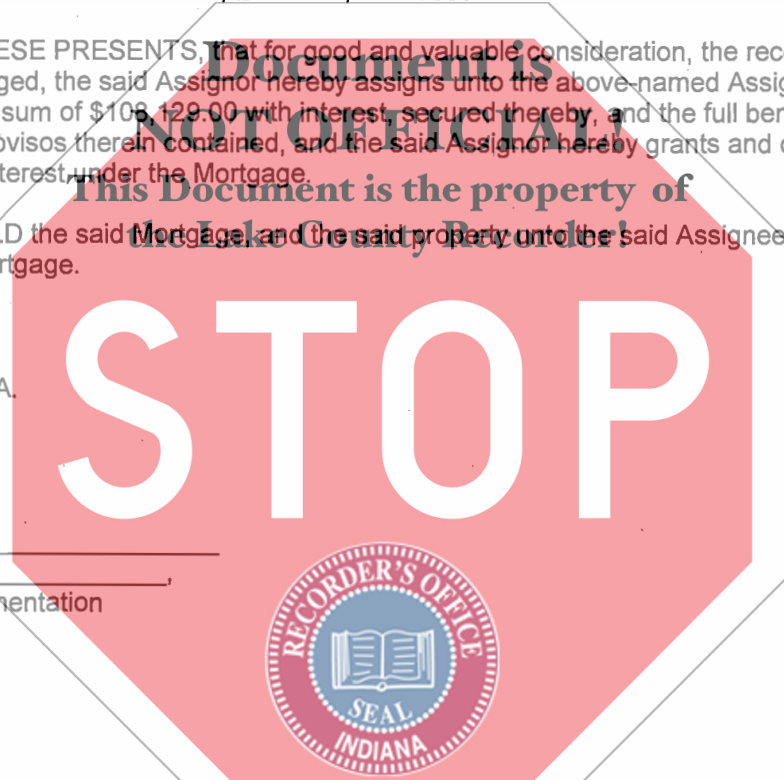 ESE PRESENTS, that for good and valuable consideration, the rec
Document is
ged, the said Assignor hereby assigns unto the above-named Assig
sum of $108,129.00 with interest, secured thereby, and the full ben
NOT OFFICIAL!
ovisos therein contained, and the said Assignor hereby grants and
terest under the Mortgage.
This Document is the property of
LD the said Mortgage, and the said property unto the said Assignee
the Lake County Recorder!
rtgage.
STOP
A.
,
nentation
RECORDER'S OFFICE
SEAL
INDIANA